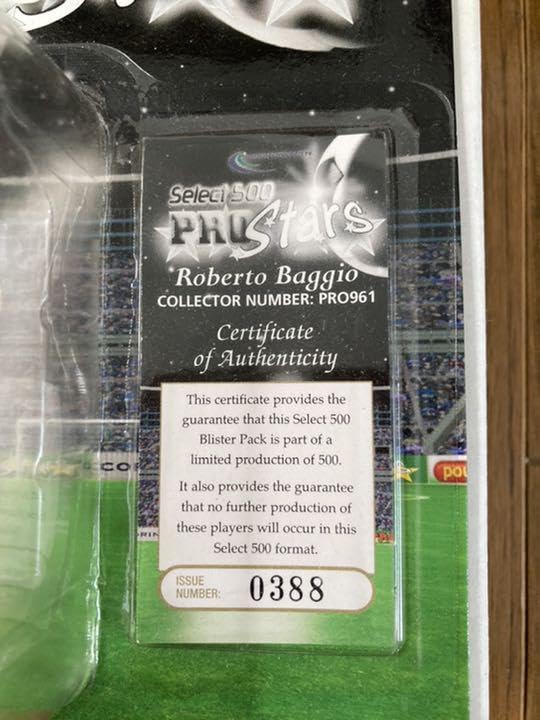 Select 500
PRO Stars
Roberto Baggio
COLLECTOR NUMBER: PRO961
Certificate
of Authenticity
This certificate provides the
guarantee that this Select 500
Blister Pack is part of a
limited production of 500.
It also provides the guarantee
that no further production of
these players will occur in this
Select 500 format.
ISSUE
NUMBER: 0388